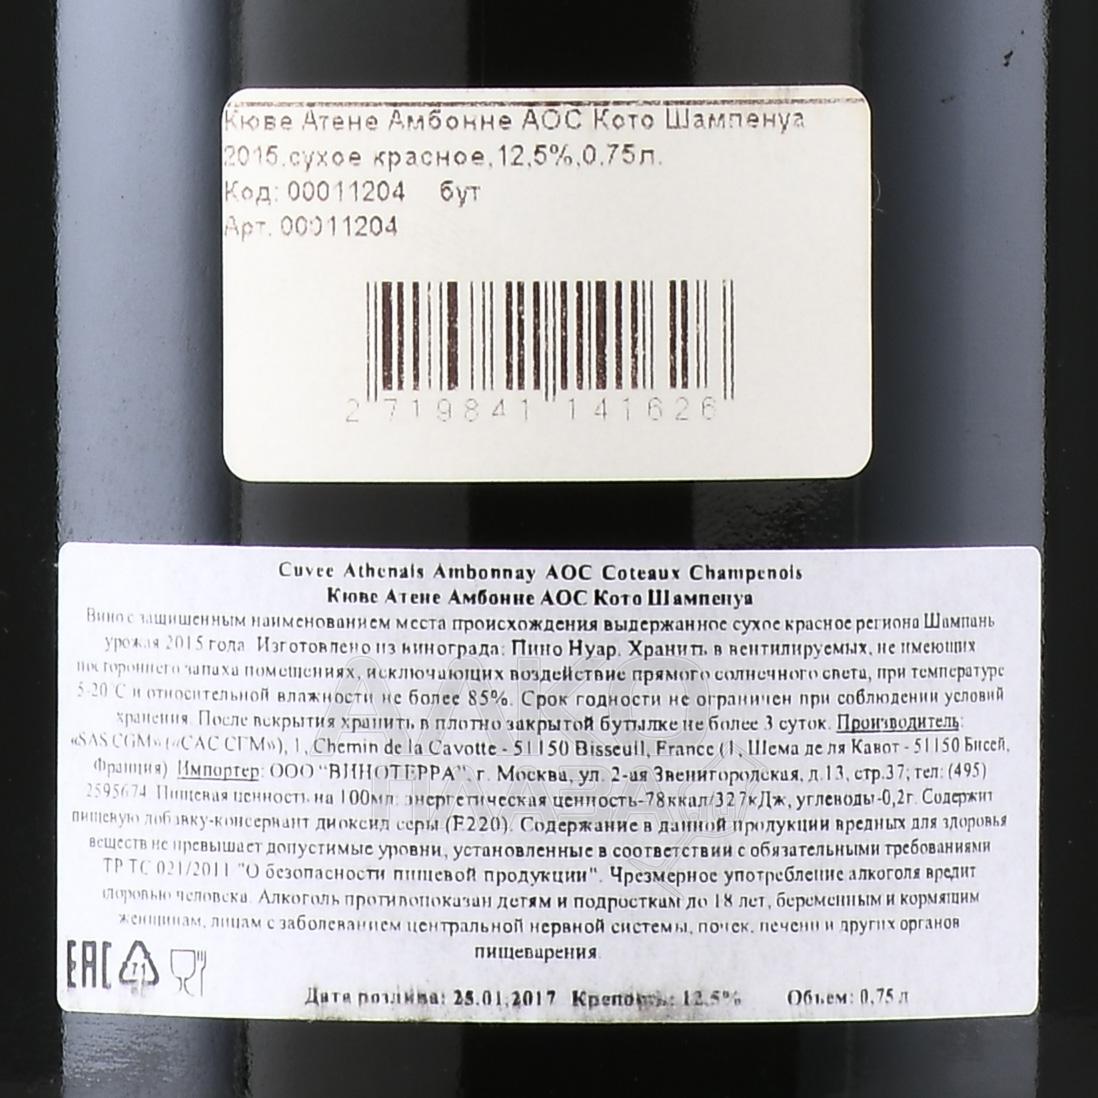 Кюве Атене Амбонне АОС Кото Шампенуа
2015,сухое красное,12,5%,0,75л.
Код: 00011204 бут
Арт. 00011204
2 719841 141626
Cuvee Athenais Ambonnay AOC Coteaux Champenois
Кюве Атене Амбонне АОС Кото Шампенуа
Вино с защищенным наименованием места происхождения выдержанное сухое красное региона Шампань
урожая 2015 года. Изготовлено из винограда: Пино Нуар. Хранить в вентилируемых, не имеющих
постороннего запаха помещениях, исключающих воздействие прямого солнечного света, при температуре
5-20°С и относительной влажности не более 85%. Срок годности не ограничен при соблюдении условий
хранения. После вскрытия хранить в плотно закрытой бутылке не более 3 суток. Производитель:
«SAS CGM» («САС СГМ»), 1, Chemin de la Cavotte - 51150 Bisseuil, France (1, Шема де ля Кавот - 51150 Бисей,
Франция) Импортер: ООО "ВИНОТЕРРА", г. Москва, ул. 2-ая Звенигородская, д.13, стр.37; тел: (495)
2595674. Пищевая ценность на 100мл: энергетическая ценность-78ккал/327кДж, углеводы-0,2г. Содержит
пищевую добавку-консервант диоксид серы (Е220). Содержание в данной продукции вредных для здоровья
веществ не превышает допустимые уровни, установленные в соответствии с обязательными требованиями
ТР ТС 021/2011 "О безопасности пищевой продукции". Чрезмерное употребление алкоголя вредит
здоровью человека. Алкоголь противопоказан детям и подросткам до 18 лет, беременным и кормящим
женщинам, лицам с заболеванием центральной нервной системы, почек, печени и других органов
пищеварения.
ЕАС 71
Дата розлива: 25.01.2017 Крепость: 12,5% Объем: 0,75 л
АЛКО
ПЛАЗА